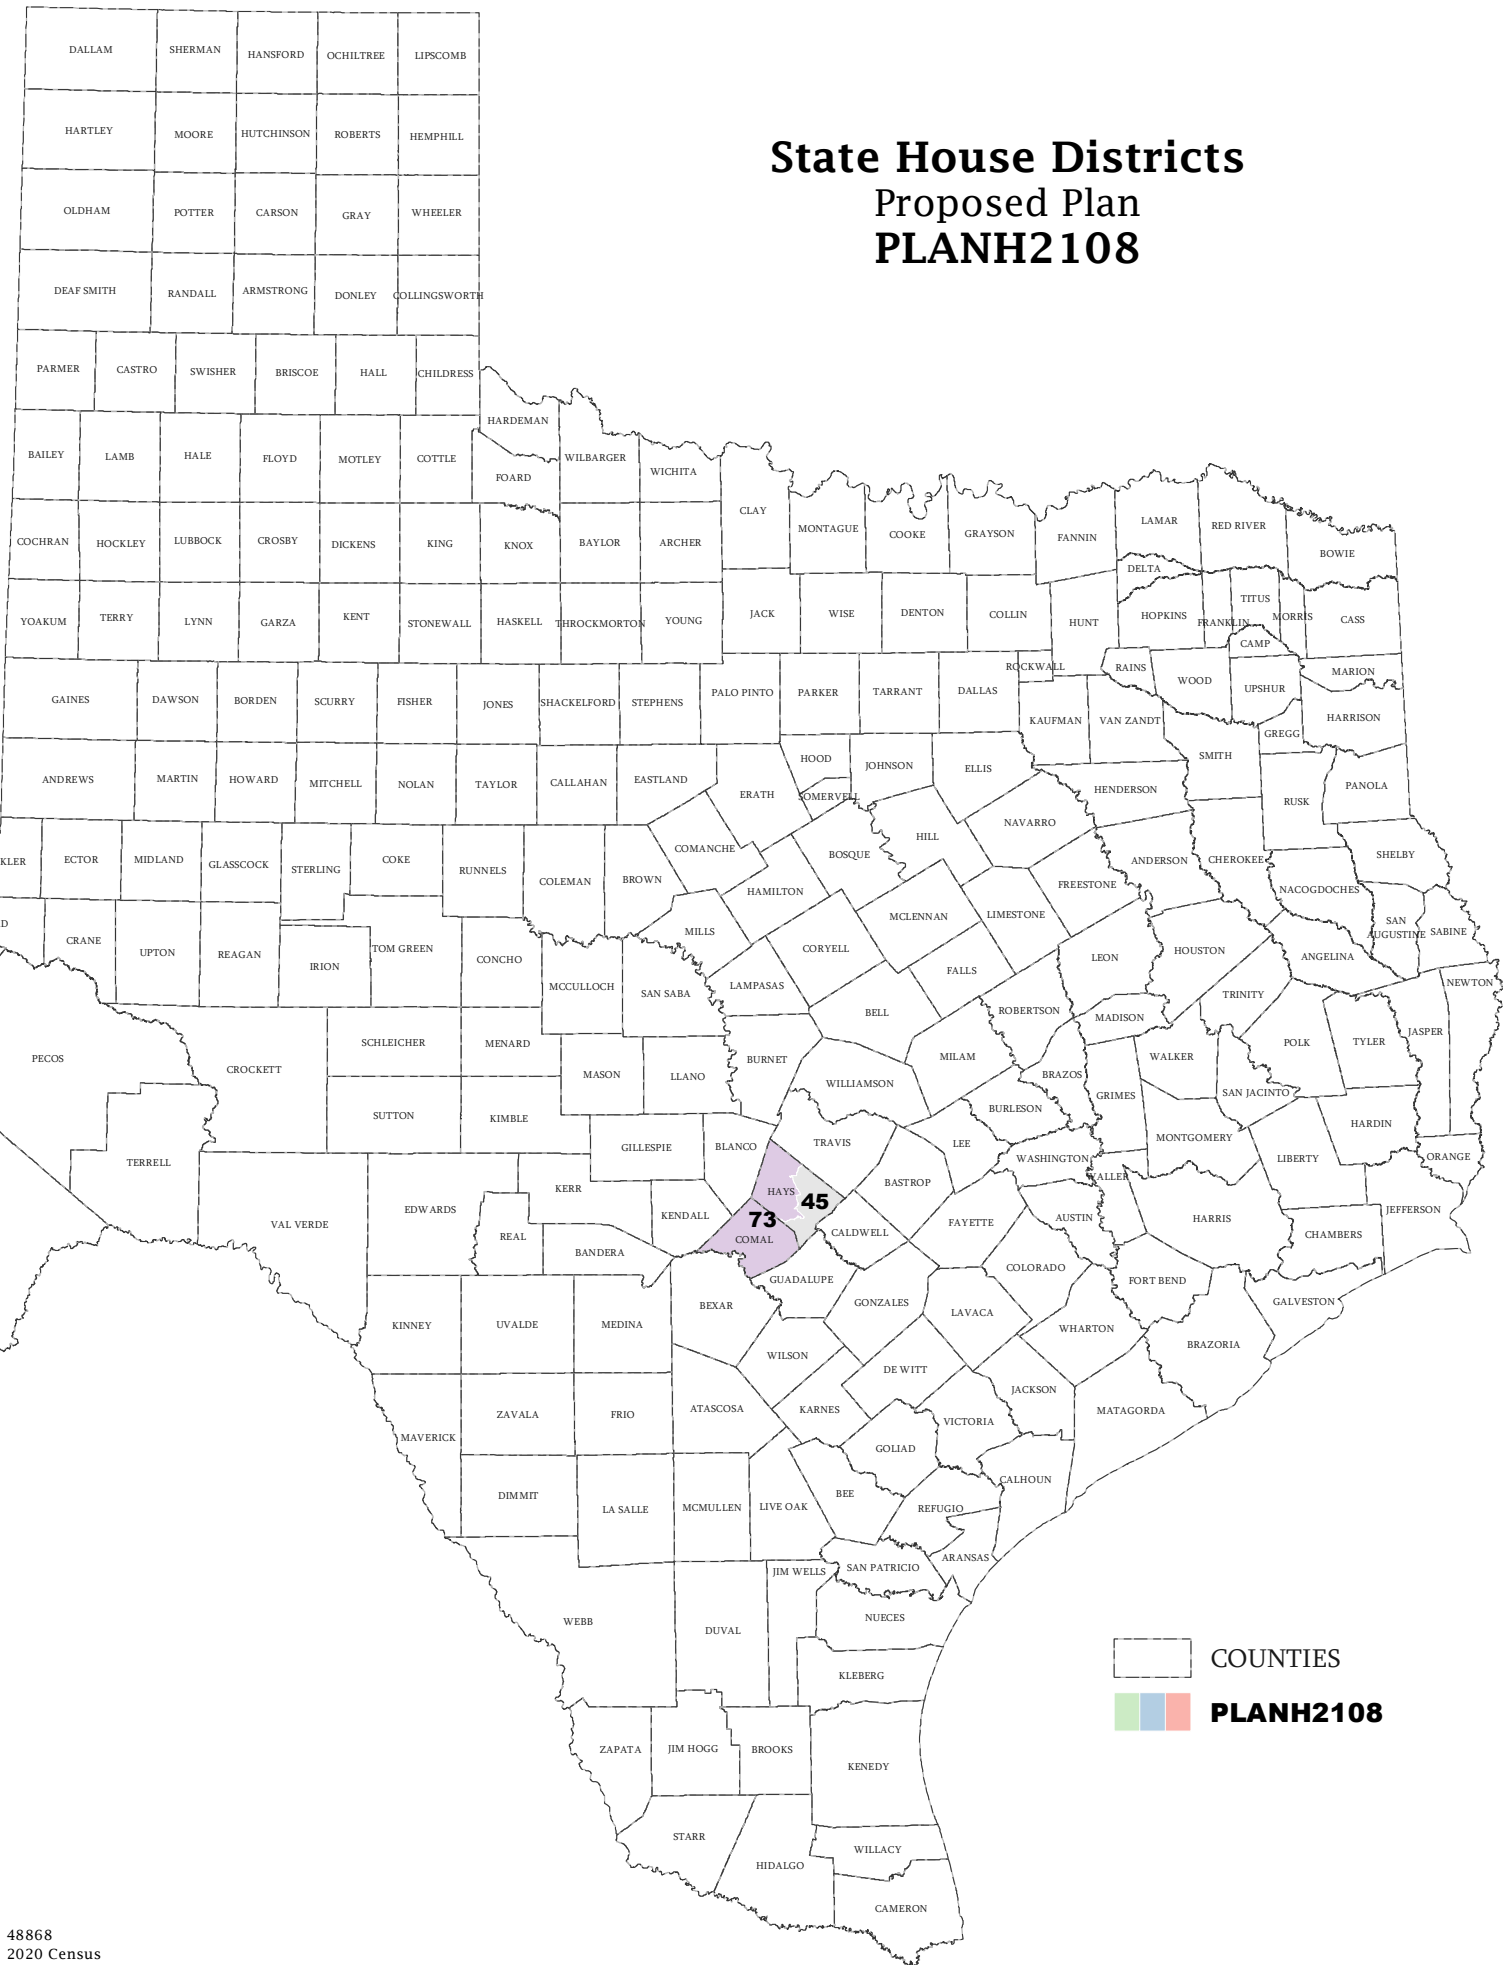 State House Districts
Proposed Plan
PLANH2108
DALLAM SHERMAN HANSFORD OCHILTREE LIPSCOMB
HARTLEY MOORE HUTCHINSON ROBERTS HEMPHILL
OLDHAM POTTER CARSON GRAY WHEELER
DEAF SMITH RANDALL ARMSTRONG DONLEY COLLINGSWORTH
PARMER CASTRO SWISHER BRISCOE HALL CHILDRESS
HARDEMAN
BAILEY LAMB HALE FLOYD MOTLEY COTTLE FOARD WILBARGER WICHITA
CLAY MONTAGUE COOKE GRAYSON FANNIN LAMAR RED RIVER BOWIE
COCHRAN HOCKLEY LUBBOCK CROSBY DICKENS KING KNOX BAYLOR ARCHER
DELTA
YOAKUM TERRY LYNN GARZA KENT STONEWALL HASKELL THROCKMORTON YOUNG JACK WISE DENTON COLLIN HUNT HOPKINS FRANKLIN TITUS MORRIS CASS
CAMP
ROCKWALL RAINS WOOD UPSHUR MARION
GAINES DAWSON BORDEN SCURRY FISHER JONES SHACKELFORD STEPHENS PALO PINTO PARKER TARRANT DALLAS KAUFMAN VAN ZANDT GREGG HARRISON
ANDREWS MARTIN HOWARD MITCHELL NOLAN TAYLOR CALLAHAN EASTLAND ERATH HOOD JOHNSON ELLIS SMITH
SOMERVELL HENDERSON RUSK PANOLA
HILL NAVARRO
KLER ECTOR MIDLAND GLASSCOCK STERLING COKE RUNNELS COLEMAN BROWN COMANCHE BOSQUE ANDERSON CHEROKEE SHELBY
HAMILTON FREESTONE NACOGDOCHES
D CRANE UPTON REAGAN IRION TOM GREEN CONCHO MILLS CORYELL MCLENNAN LIMESTONE SAN
AUGUSTINE SABINE
LEON HOUSTON ANGELINA
MCCULLOCH SAN SABA LAMPASAS FALLS TRINITY NEWTON
BELL ROBERTSON MADISON
PECOS CROCKETT SCHLEICHER MENARD MASON LLANO BURNET MILAM WALKER POLK TYLER JASPER
WILLIAMSON BRAZOS GRIMES SAN JACINTO
SUTTON KIMBLE BURLESON MONTGOMERY HARDIN
TERRELL GILLESPIE BLANCO TRAVIS LEE WASHINGTON LIBERTY ORANGE
WALLER
VAL VERDE EDWARDS KERR HAYS 45 BASTROP
REAL KENDALL 73 CALDWELL FAYETTE AUSTIN HARRIS CHAMBERS JEFFERSON
BANDERA COMAL
GUADALUPE COLORADO FORT BEND
KINNEY UVALDE MEDINA BEXAR GONZALES LAVACA WHARTON BRAZORIA GALVESTON
WILSON DE WITT
MAVERICK ZAVALA FRIO ATASCOSA KARNES JACKSON MATAGORDA
VICTORIA
GOLIAD
DIMMIT LA SALLE MCMULLEN LIVE OAK BEE CALHOUN
REFUGIO
JIM WELLS SAN PATRICIO ARANSAS
WEBB DUVAL NUECES
KLEBERG
COUNTIES
PLANH2108
ZAPATA JIM HOGG BROOKS KENEDY
STARR WILLACY
HIDALGO
CAMERON
48868
2020 Census